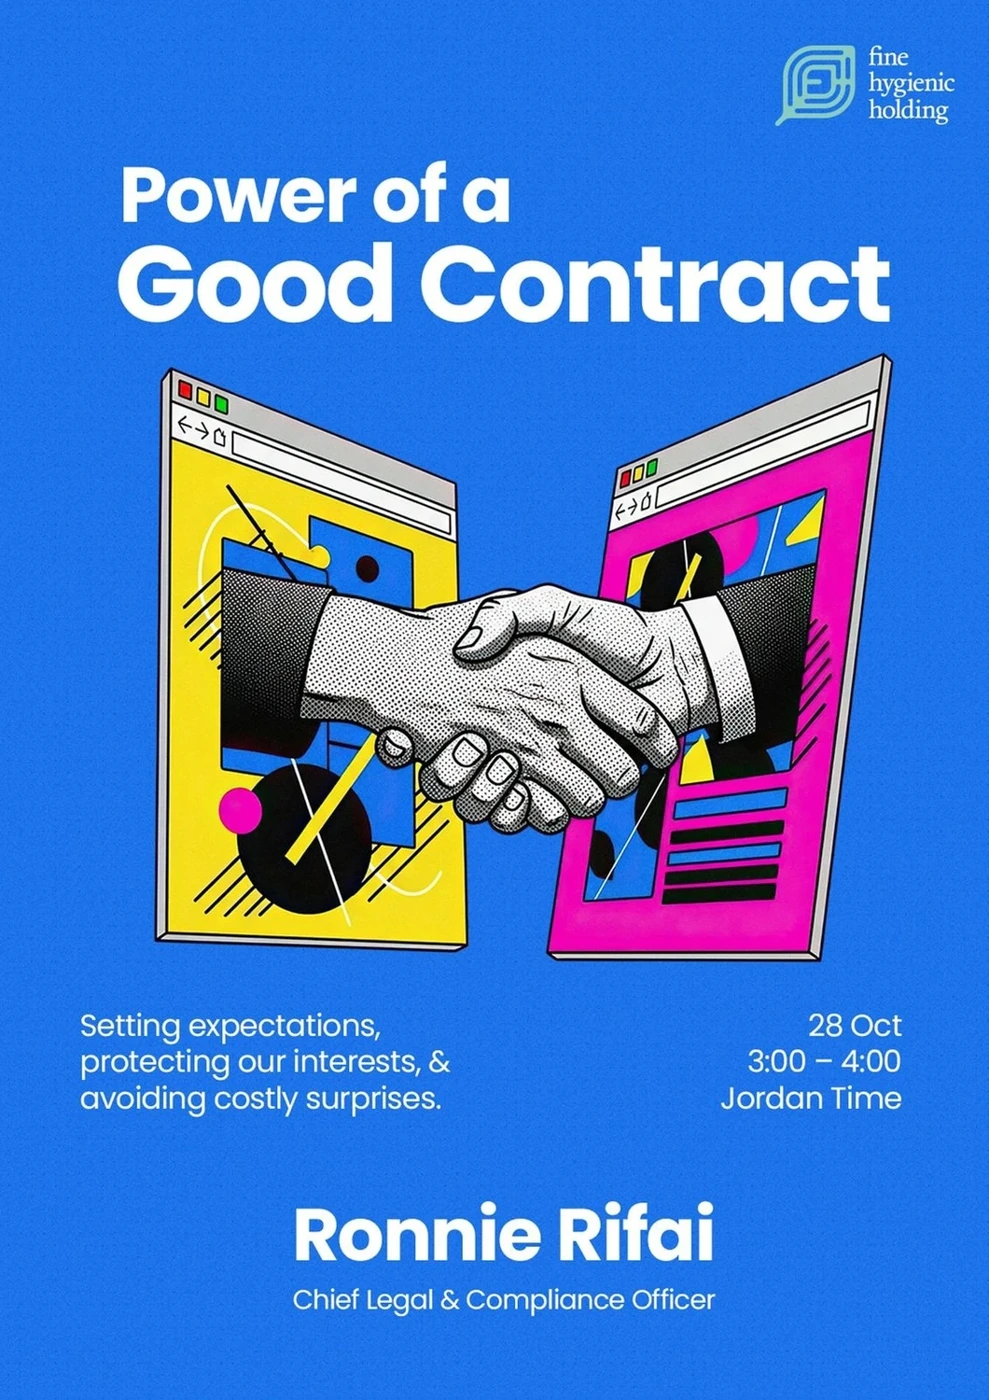 fine
hygienic
holding
Power of a
Good Contract
Setting expectations,
protecting our interests, &
avoiding costly surprises.
28 Oct
3:00 – 4:00
Jordan Time
Ronnie Rifai
Chief Legal & Compliance Officer